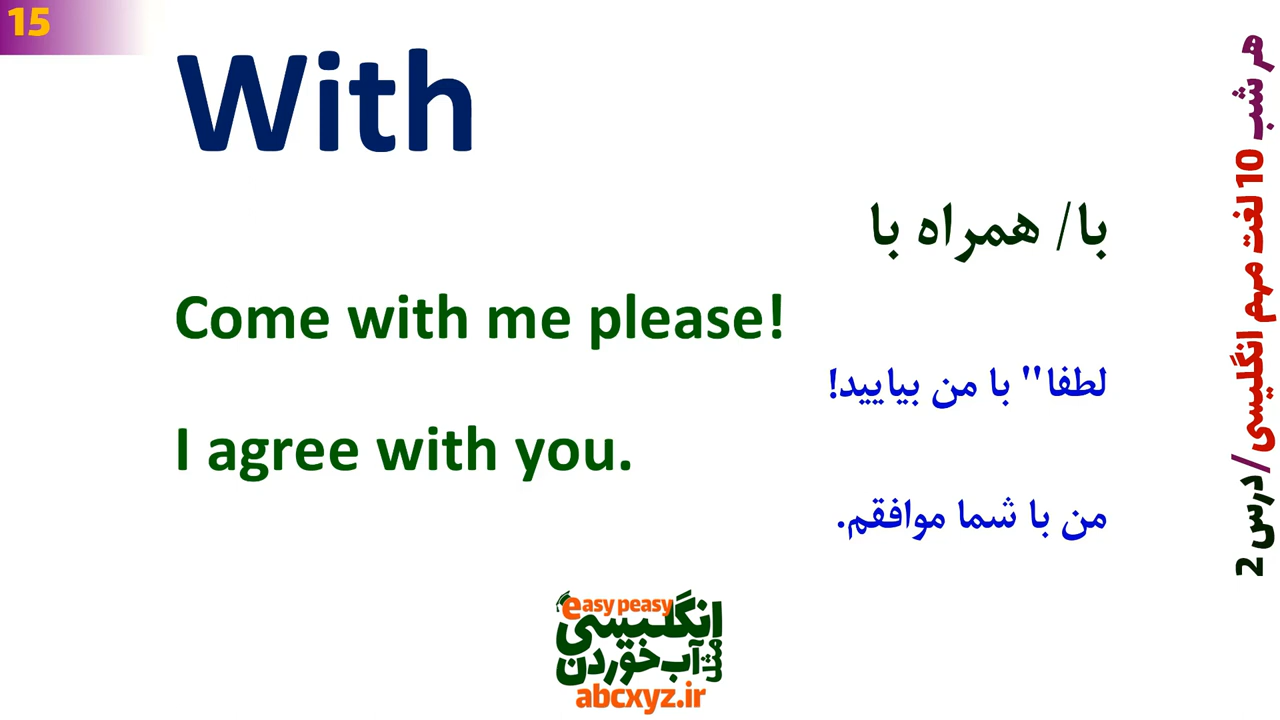 15
With
با/ همراه با
Come with me please!
لطفا" با من بیایید!
I agree with you.
من با شما موافقم.
هر شب 10 لغت مهم انگلیسی/درس 2
easy peasy
انگلیسی
مثل آب خوردن
abcxyz.ir